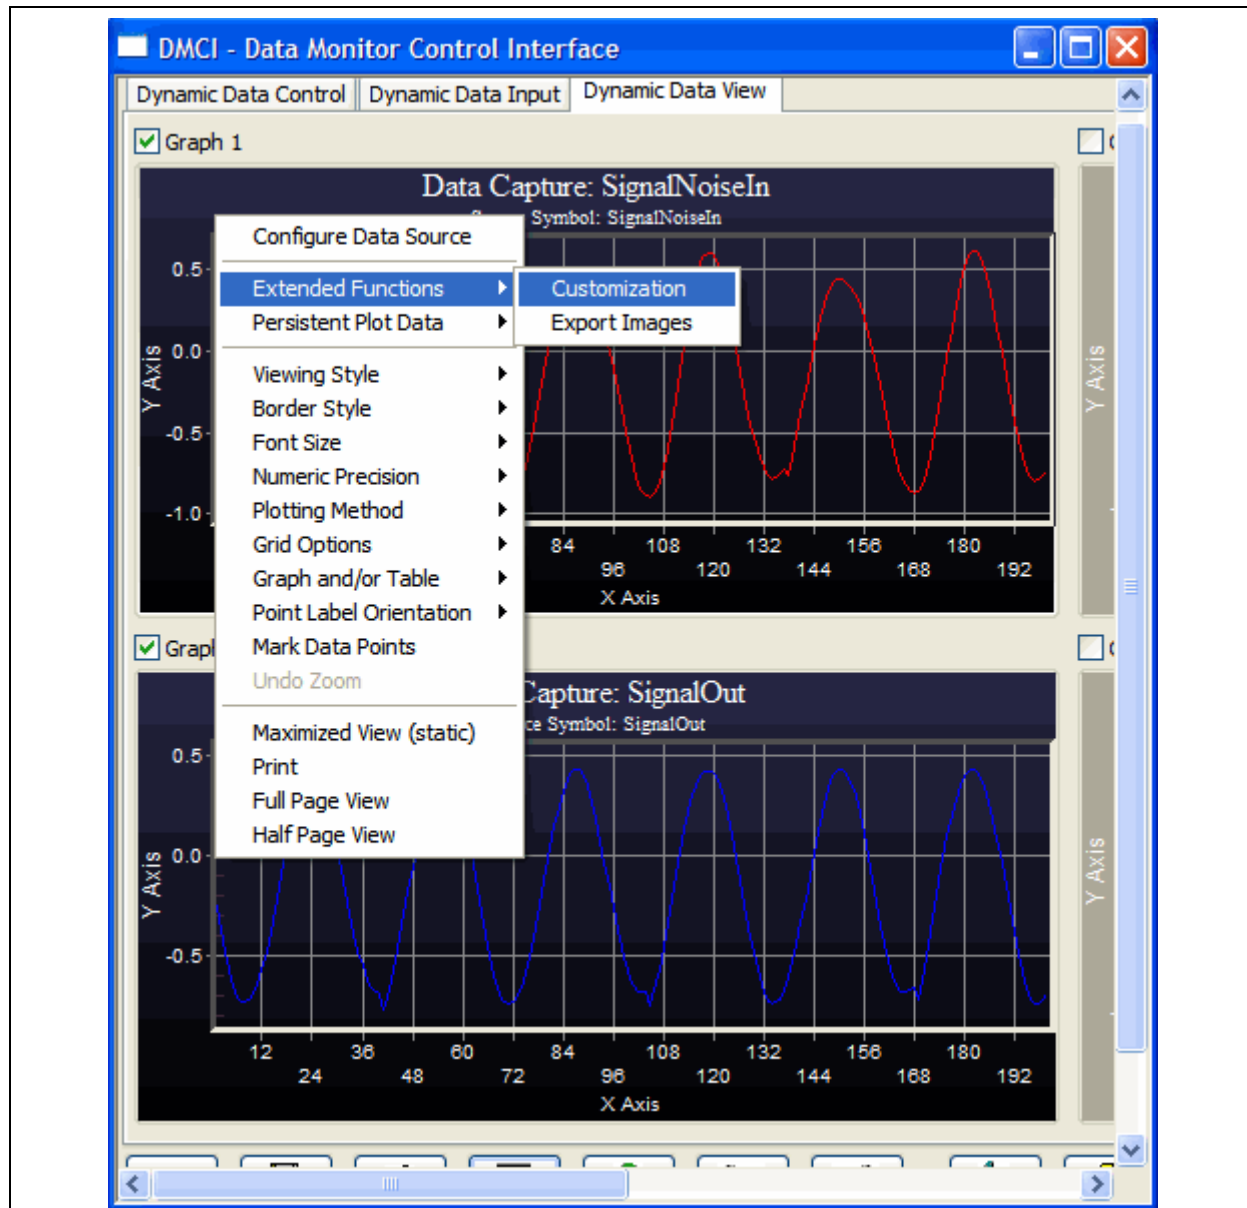 DMCI - Data Monitor Control Interface
Dynamic Data Control Dynamic Data Input Dynamic Data View
Graph 1
Data Capture: SignalNoiseIn
Symbol: SignalNoiseIn
Configure Data Source
Extended Functions
Persistent Plot Data
Viewing Style
Border Style
Font Size
Numeric Precision
Plotting Method
Grid Options
Graph and/or Table
Point Label Orientation
Mark Data Points
Undo Zoom
Maximized View (static)
Print
Full Page View
Half Page View
Customization
Export Images
0.5
0.0
-0.5
-1.0
Y Axis
84 108 132 156 180
96 120 144 168 192
X Axis
Y Axis
Capture: SignalOut
Symbol: SignalOut
0.5
0.0
-0.5
Y Axis
12 36 60 84 108 132 156 180
24 48 72 96 120 144 168 192
X Axis
Y Axis